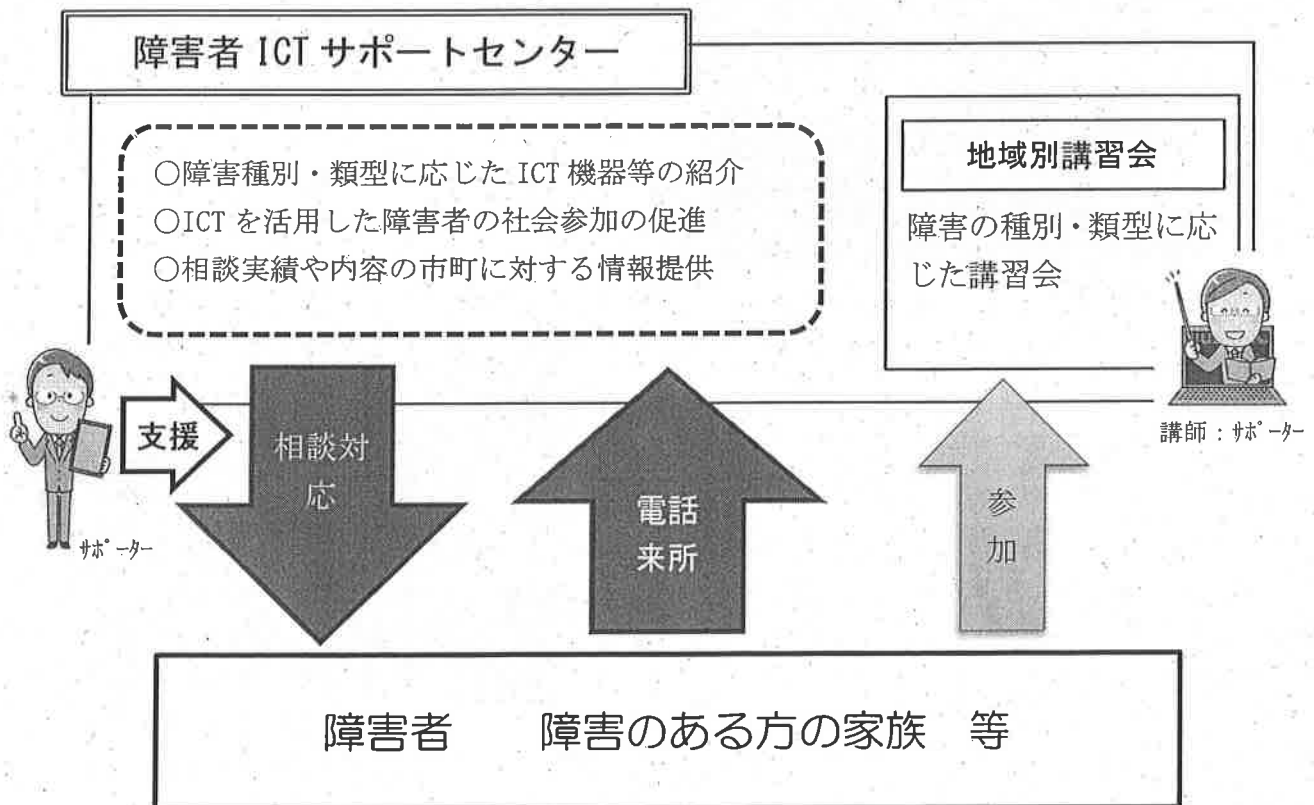 障害者 ICT サポートセンター
○障害種別・類型に応じた ICT 機器等の紹介
○ICT を活用した障害者の社会参加の促進
○相談実績や内容の市町に対する情報提供
地域別講習会
障害の種別・類型に応
じた講習会
講師：ｻﾎﾟｰﾀｰ
支援
ｻﾎﾟｰﾀｰ
相談対
応
電話
来所
参
加
障害者　障害のある方の家族　等